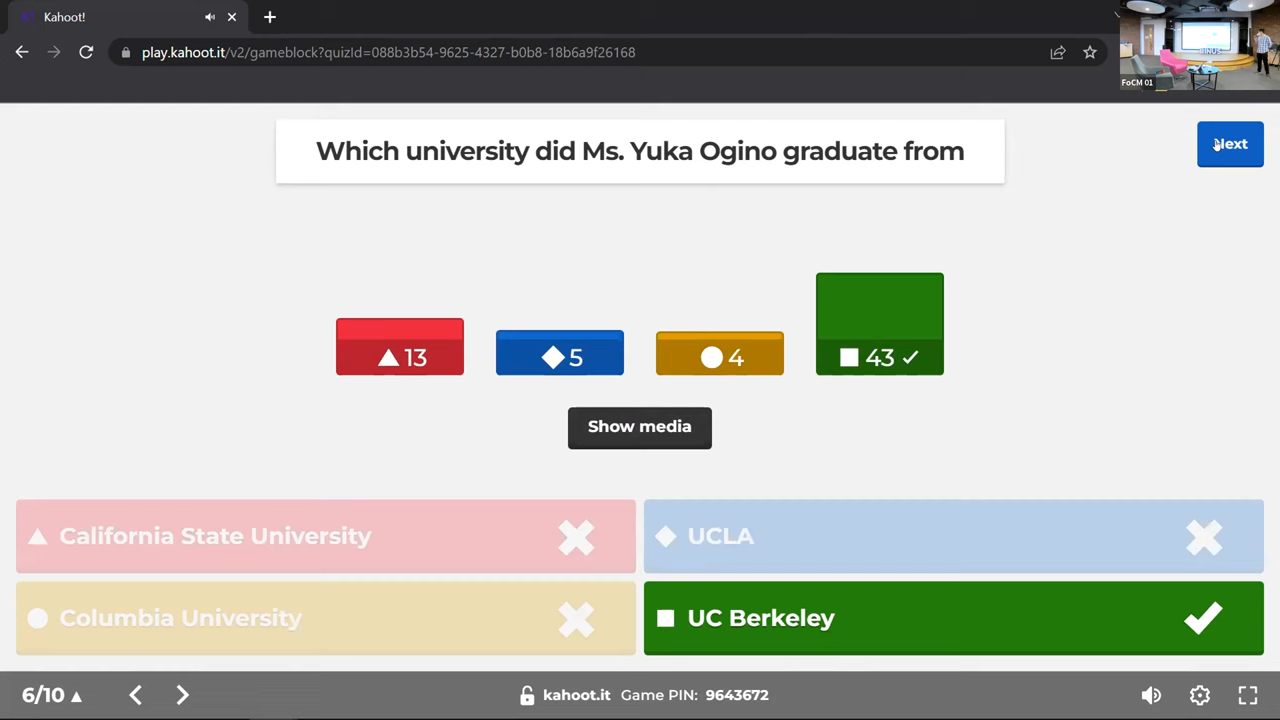 Kahoot!
play.kahoot.it/v2/gameblock?quizId=088b3b54-9625-4327-b0b8-18b6a9f26168
BINUS
FoCM 01
Which university did Ms. Yuka Ogino graduate from
Next
13
5
4
43
Show media
California State University
UCLA
Columbia University
UC Berkeley
6/10
kahoot.it Game PIN: 9643672